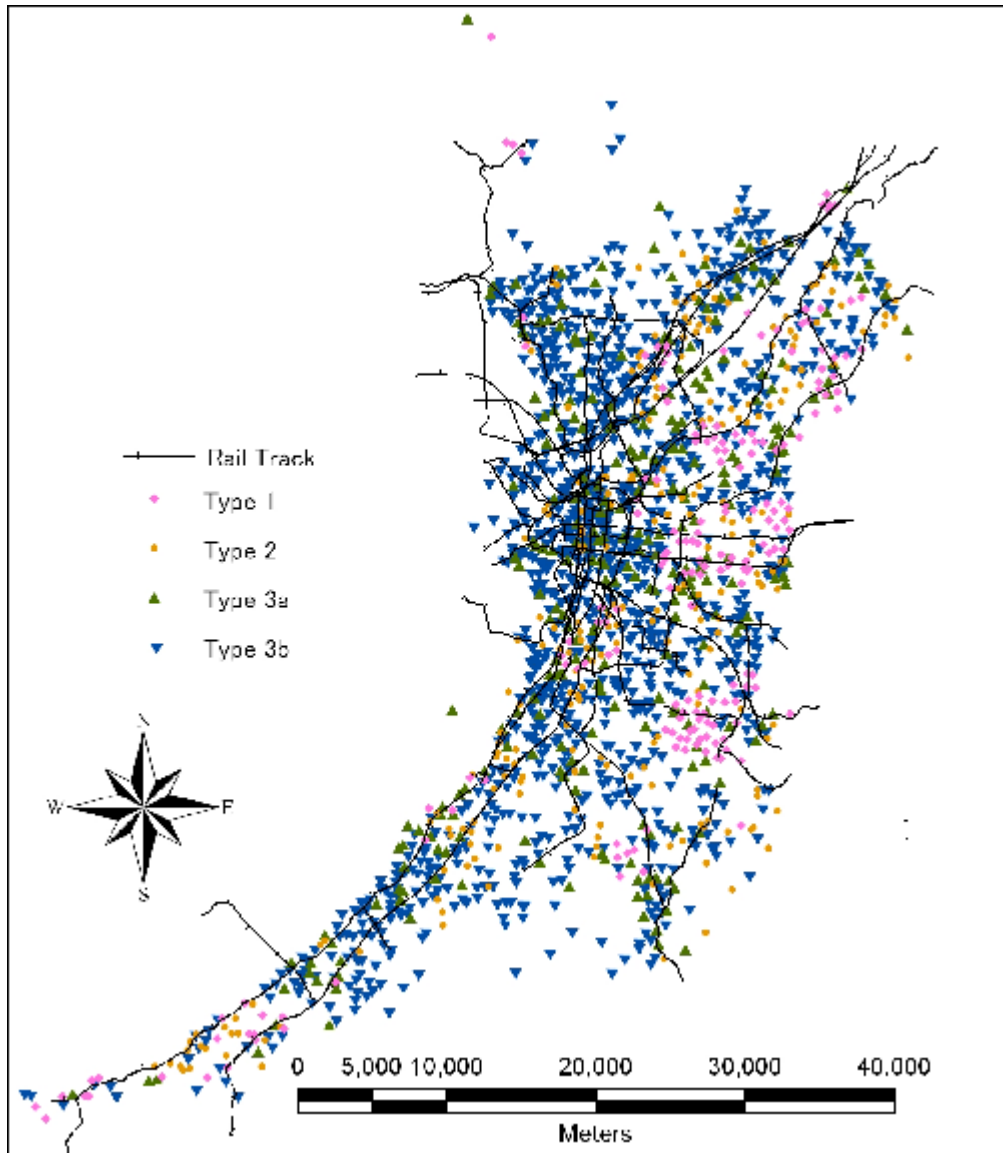 Rail Track
Type 1
Type 2
Type 3a
Type 3b
N
W E
S
0 5,000 10,000 20,000 30,000 40,000
Meters